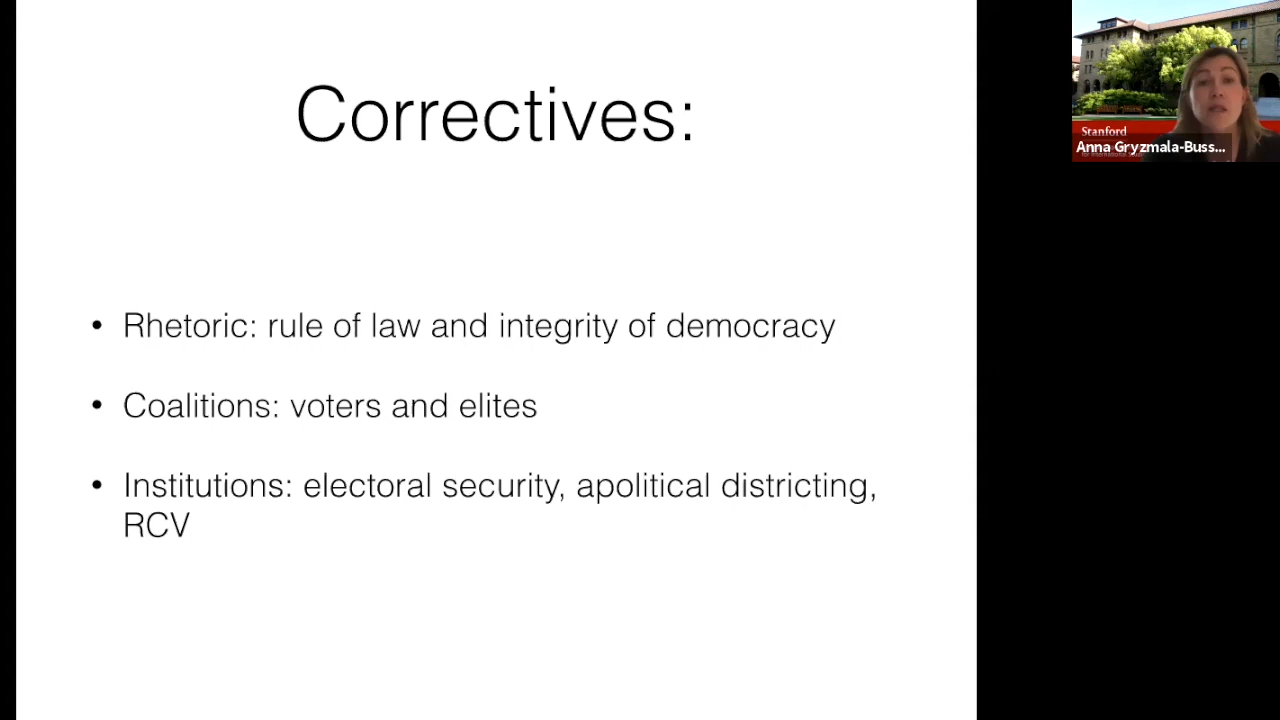 Correctives:
• Rhetoric: rule of law and integrity of democracy
• Coalitions: voters and elites
• Institutions: electoral security, apolitical districting,
RCV
Stanford
Anna Gryzmala-Buss...